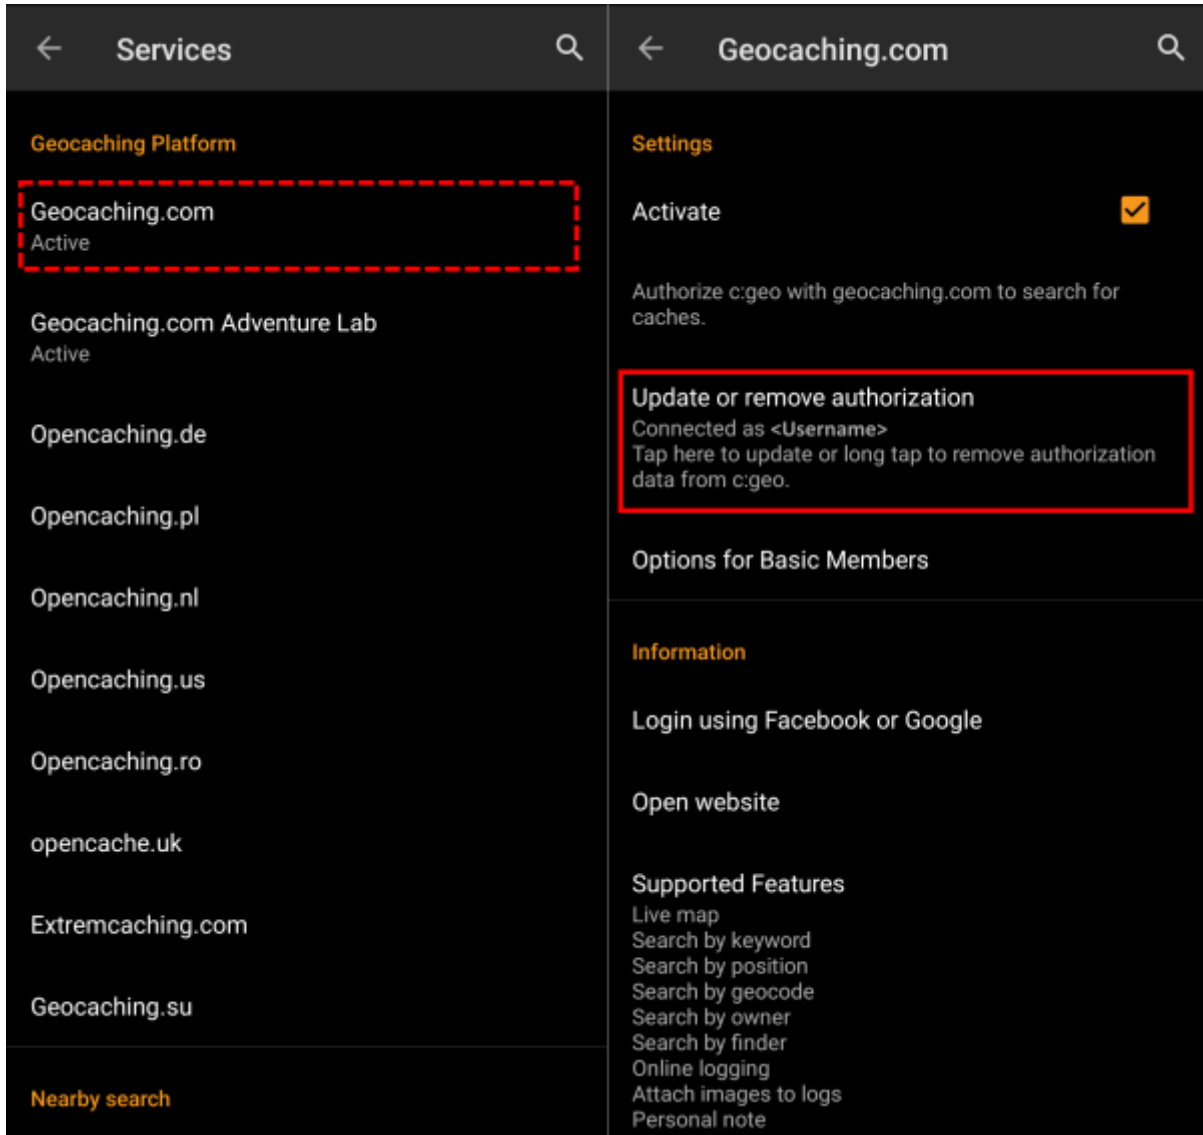 Services
Geocaching Platform
Geocaching.com
Active
Geocaching.com Adventure Lab
Active
Opencaching.de
Opencaching.pl
Opencaching.nl
Opencaching.us
Opencaching.ro
opencache.uk
Extremcaching.com
Geocaching.su
Nearby search
Geocaching.com
Settings
Activate
Authorize c:geo with geocaching.com to search for
caches.
Update or remove authorization
Connected as <Username>
Tap here to update or long tap to remove authorization
data from c:geo.
Options for Basic Members
Information
Login using Facebook or Google
Open website
Supported Features
Live map
Search by keyword
Search by position
Search by geocode
Search by owner
Search by finder
Online logging
Attach images to logs
Personal note